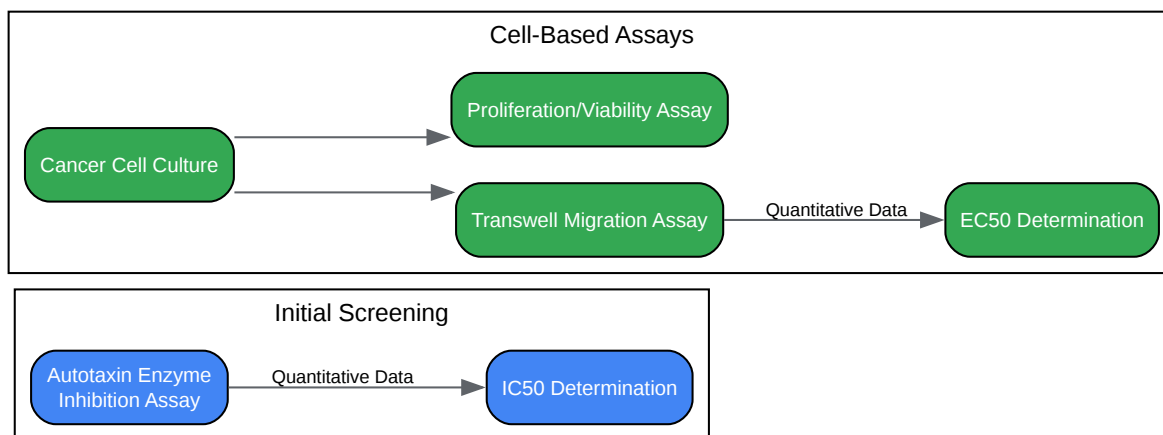 Cell-Based Assays
Proliferation/Viability Assay
Cancer Cell Culture
Transwell Migration Assay
Quantitative Data
EC50 Determination
Initial Screening
Autotaxin Enzyme
Inhibition Assay
Quantitative Data
IC50 Determination